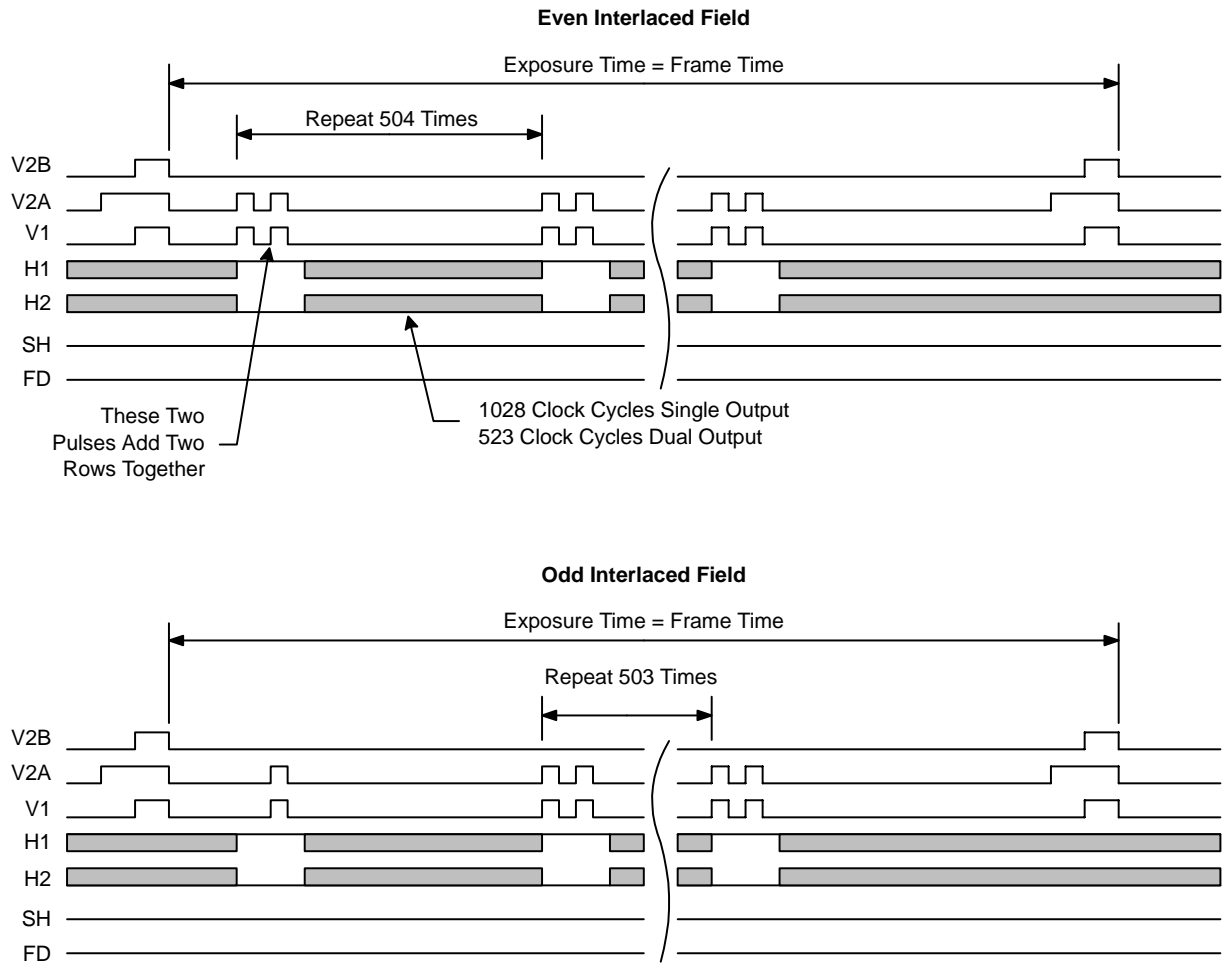 Even Interlaced Field
Exposure Time = Frame Time
Repeat 504 Times
V2B
V2A
V1
H1
H2
SH
FD
These Two
Pulses Add Two
Rows Together
1028 Clock Cycles Single Output
523 Clock Cycles Dual Output
Odd Interlaced Field
Exposure Time = Frame Time
Repeat 503 Times
V2B
V2A
V1
H1
H2
SH
FD